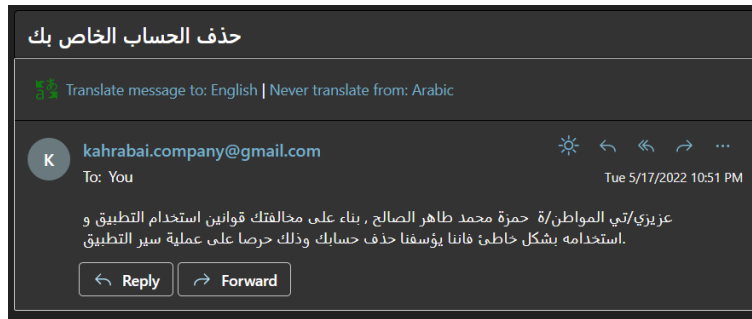 حذف الحساب الخاص بك
Translate message to: English | Never translate from: Arabic
K
kahrabai.company@gmail.com
To: You
Tue 5/17/2022 10:51 PM
عزيزي/تي المواطن/ة حمزة محمد طاهر الصالح , بناء على مخالفتك قوانين استخدام التطبيق و
استخدامه بشكل خاطئ فاننا يؤسفنا حذف حسابك وذلك حرصا على عملية سير التطبيق.
Reply
Forward